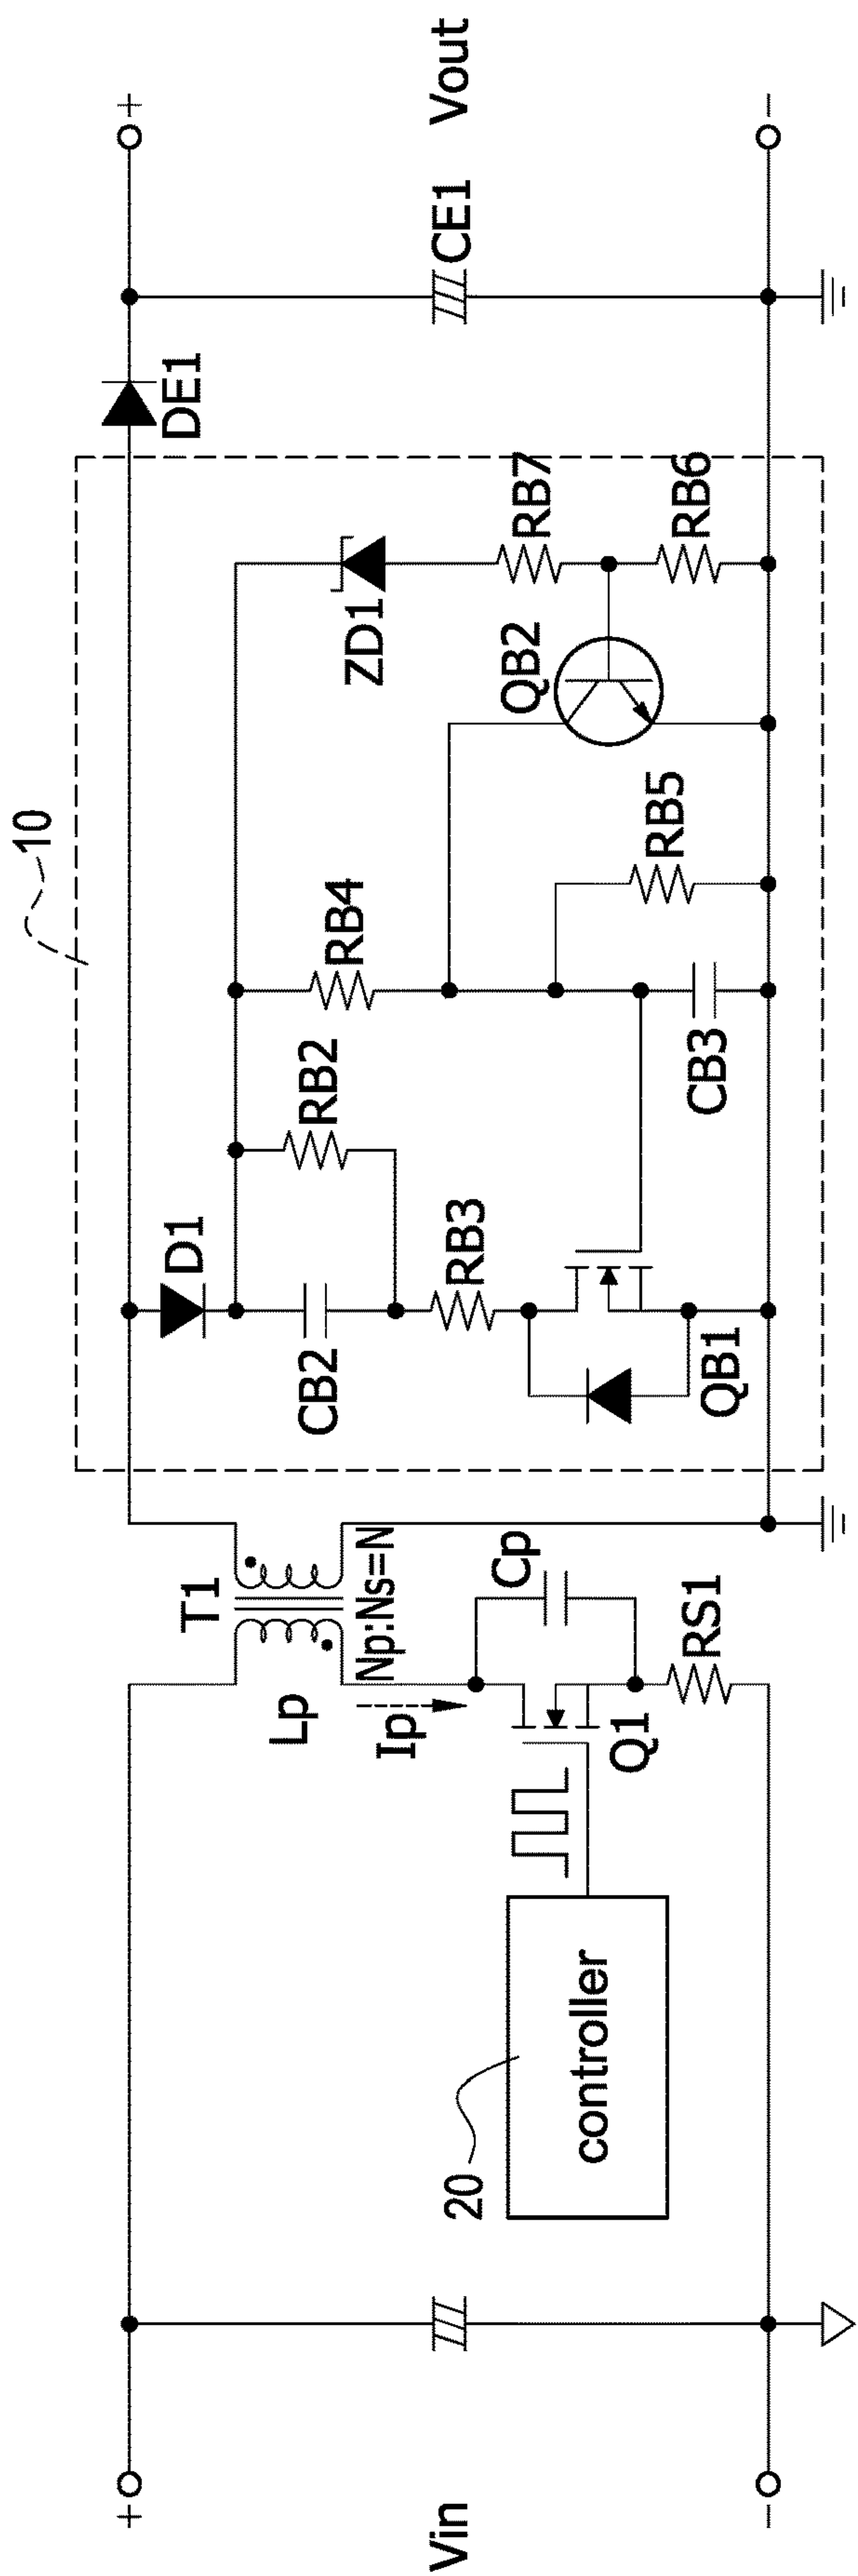 10
+
Vin
-
20
controller
Lp
Ip
Q1
RS1
Cp
T1
Np:Ns=N
D1
CB2
RB2
RB3
QB1
RB4
CB3
RB5
QB2
ZD1
RB7
RB6
DE1
CE1
+
Vout
-